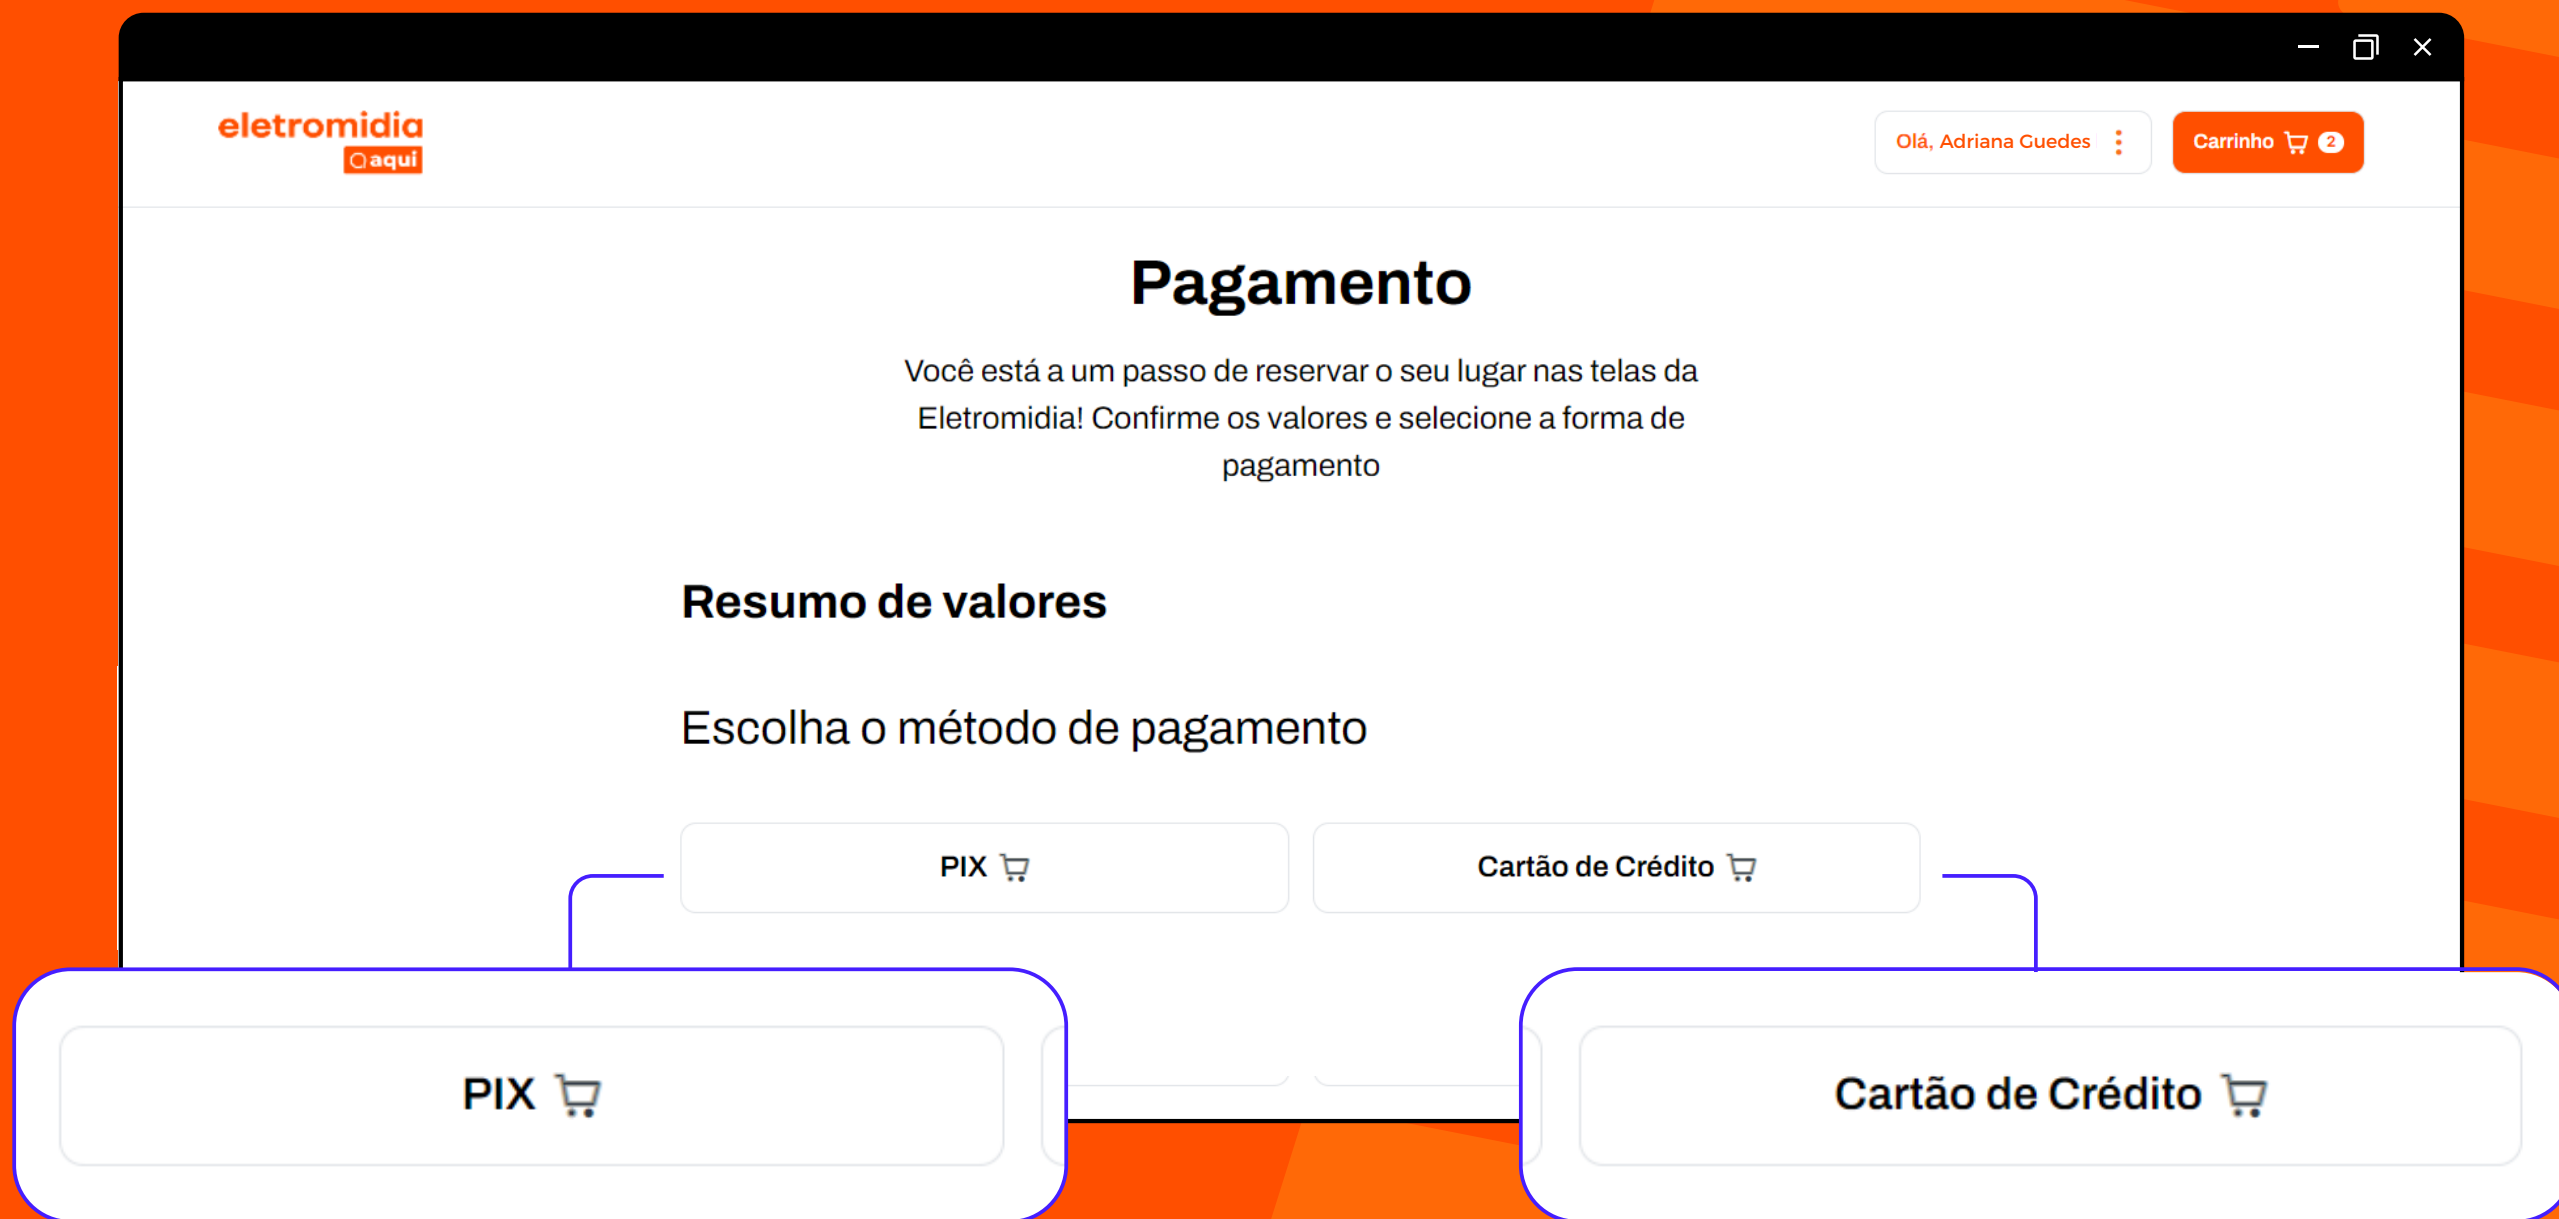 eletromidia
aqui
Olá, Adriana Guedes
Carrinho 2
Pagamento
Você está a um passo de reservar o seu lugar nas telas da
Eletromidia! Confirme os valores e selecione a forma de
pagamento
Resumo de valores
Escolha o método de pagamento
PIX
Cartão de Crédito
PIX
Cartão de Crédito